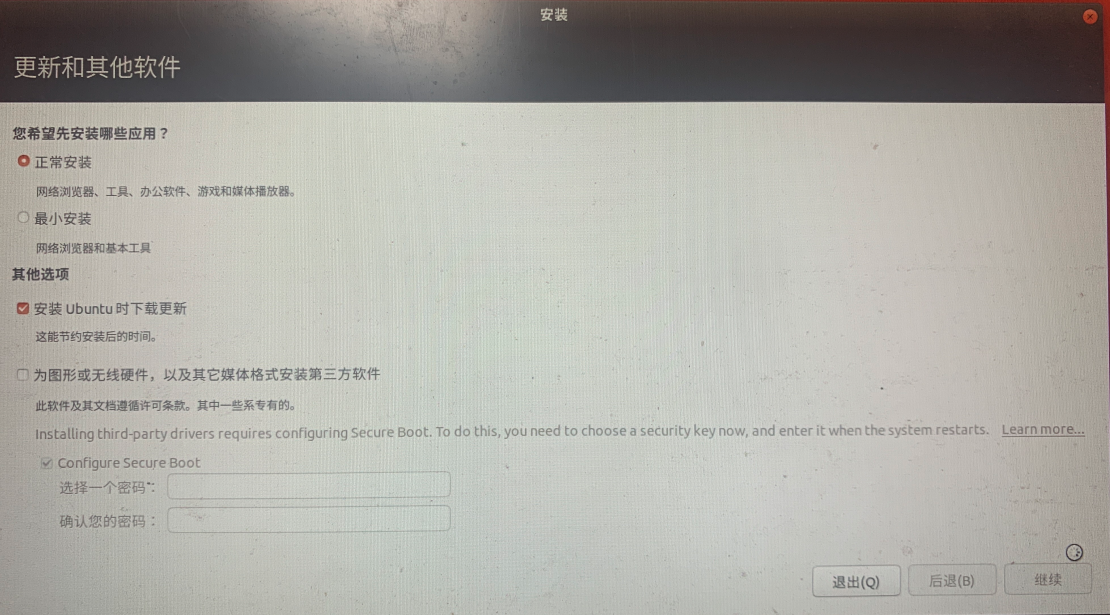 安装
更新和其他软件
您希望先安装哪些应用？
正常安装
网络浏览器、工具、办公软件、游戏和媒体播放器。
最小安装
网络浏览器和基本工具
其他选项
安装 Ubuntu 时下载更新
这能节约安装后的时间。
为图形或无线硬件，以及其它媒体格式安装第三方软件
此软件及其文档遵循许可条款。其中一些系专有的。
Installing third-party drivers requires configuring Secure Boot. To do this, you need to choose a security key now, and enter it when the system restarts. Learn more...
Configure Secure Boot
选择一个密码：
确认您的密码：
退出(Q) 后退(B) 继续